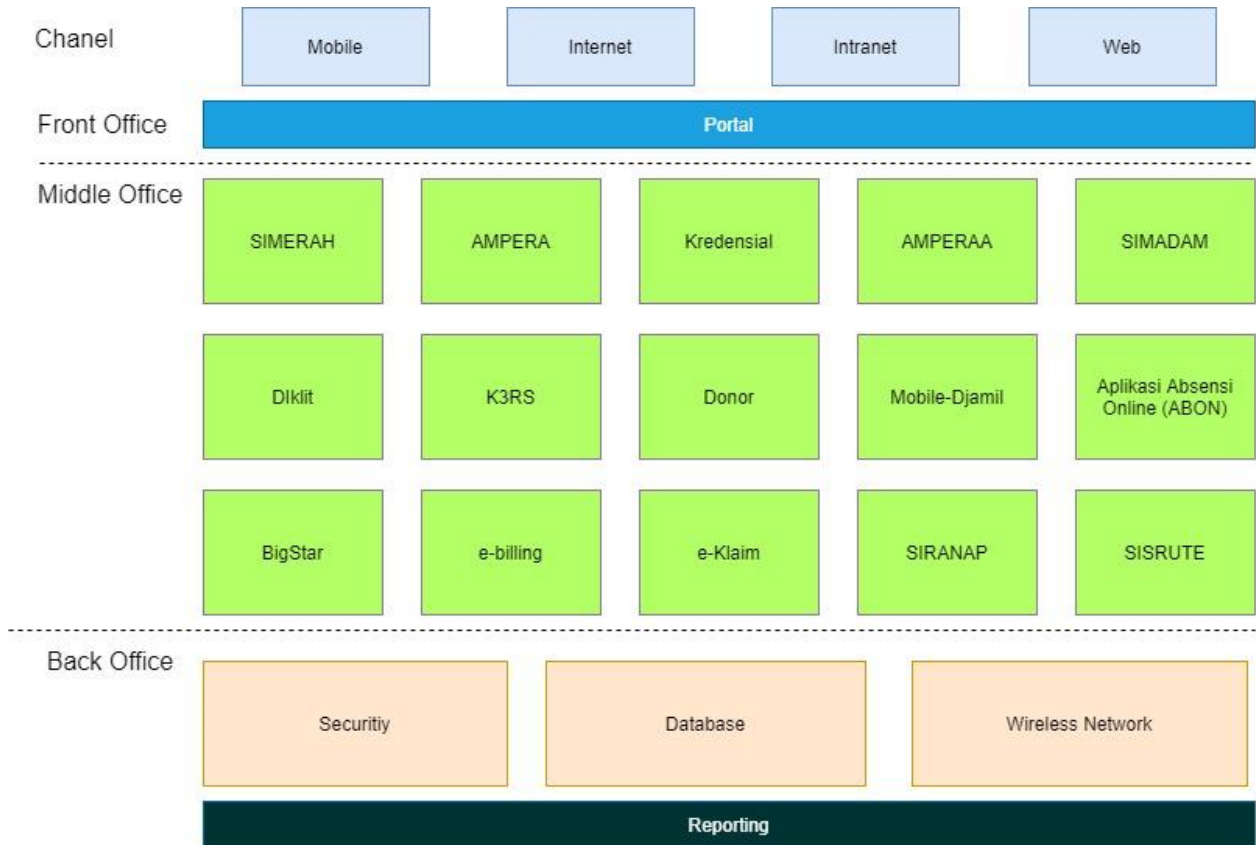 Chanel
Mobile
Internet
Intranet
Web
Front Office
Portal
Middle Office
SIMERAH
AMPERA
Kredensial
AMPERAA
SIMADAM
DIklit
K3RS
Donor
Mobile-Djamil
Aplikasi Absensi
Online (ABON)
BigStar
e-billing
e-Klaim
SIRANAP
SISRUTE
Back Office
Securitiy
Database
Wireless Network
Reporting